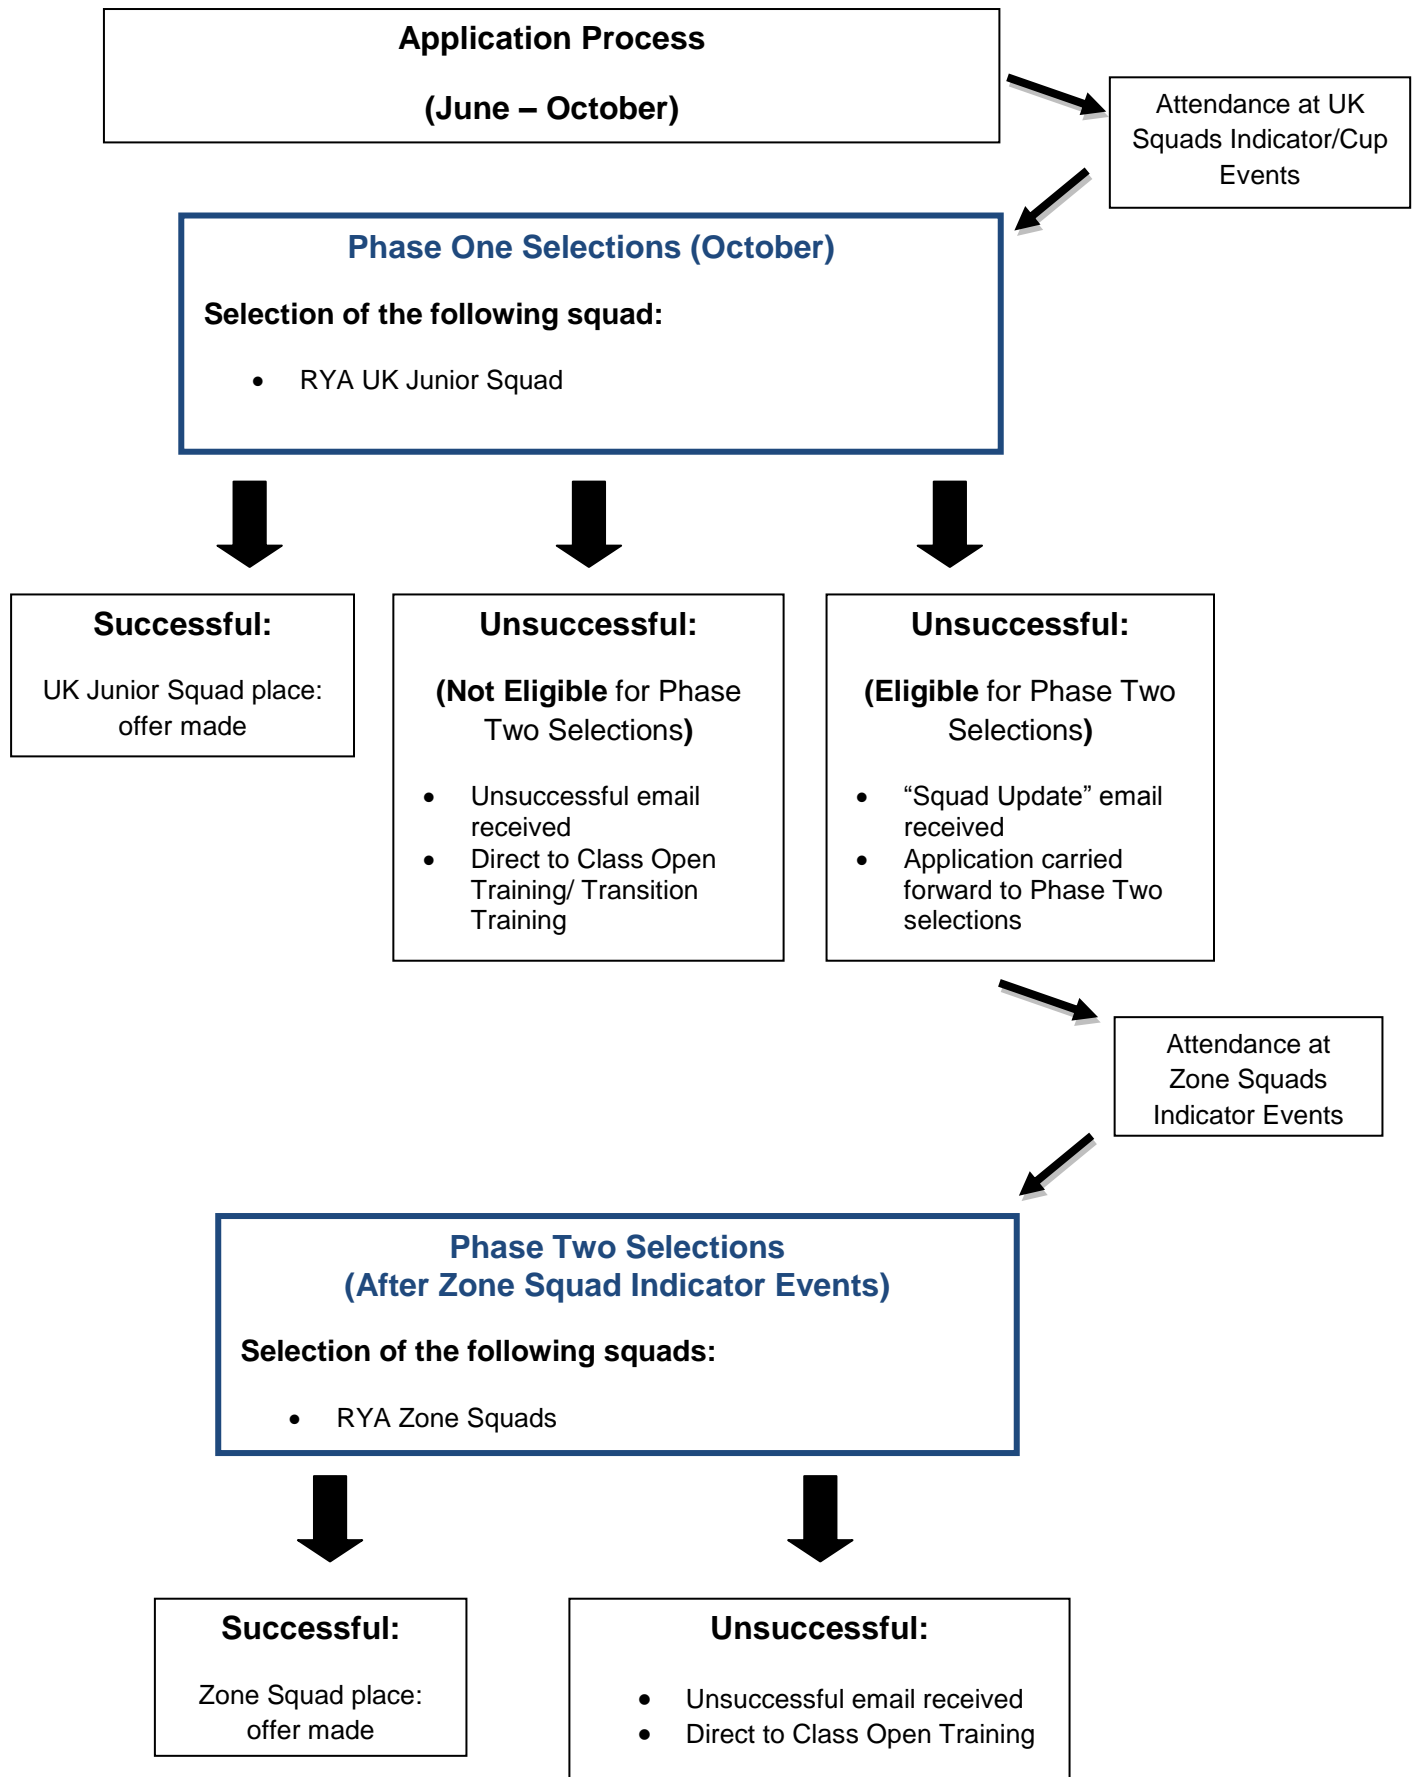 Application Process
(June – October)
Attendance at UK
Squads Indicator/Cup
Events
Phase One Selections (October)
Selection of the following squad:
• RYA UK Junior Squad
Successful:
UK Junior Squad place:
offer made
Unsuccessful:
(Not Eligible for Phase
Two Selections)
• Unsuccessful email
received
• Direct to Class Open
Training/ Transition
Training
Unsuccessful:
(Eligible for Phase Two
Selections)
• “Squad Update” email
received
• Application carried
forward to Phase Two
selections
Attendance at
Zone Squads
Indicator Events
Phase Two Selections
(After Zone Squad Indicator Events)
Selection of the following squads:
• RYA Zone Squads
Successful:
Zone Squad place:
offer made
Unsuccessful:
• Unsuccessful email received
• Direct to Class Open Training